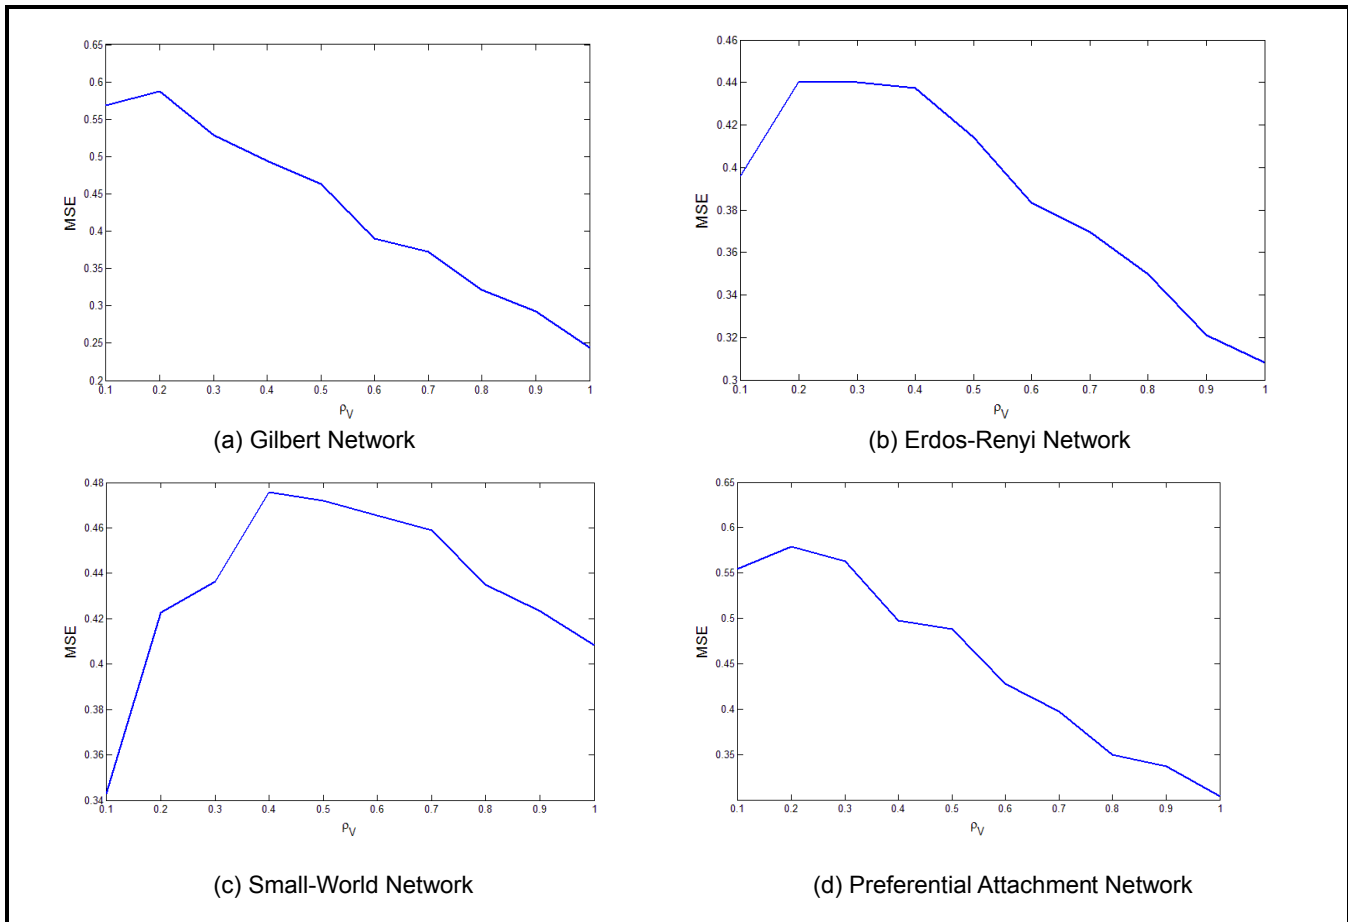 0.65
0.6
0.55
0.5
0.45
0.4
0.35
0.3
0.25
0.2
MSE
0.1 0.2 0.3 0.4 0.5 0.6 0.7 0.8 0.9 1
ρV
(a) Gilbert Network
0.46
0.44
0.42
0.4
0.38
0.36
0.34
0.32
0.3
MSE
0.1 0.2 0.3 0.4 0.5 0.6 0.7 0.8 0.9 1
ρV
(b) Erdos-Renyi Network
0.48
0.46
0.44
0.42
0.4
0.38
0.36
0.34
MSE
0.1 0.2 0.3 0.4 0.5 0.6 0.7 0.8 0.9 1
ρV
(c) Small-World Network
0.65
0.6
0.55
0.5
0.45
0.4
0.35
MSE
0.1 0.2 0.3 0.4 0.5 0.6 0.7 0.8 0.9 1
ρV
(d) Preferential Attachment Network